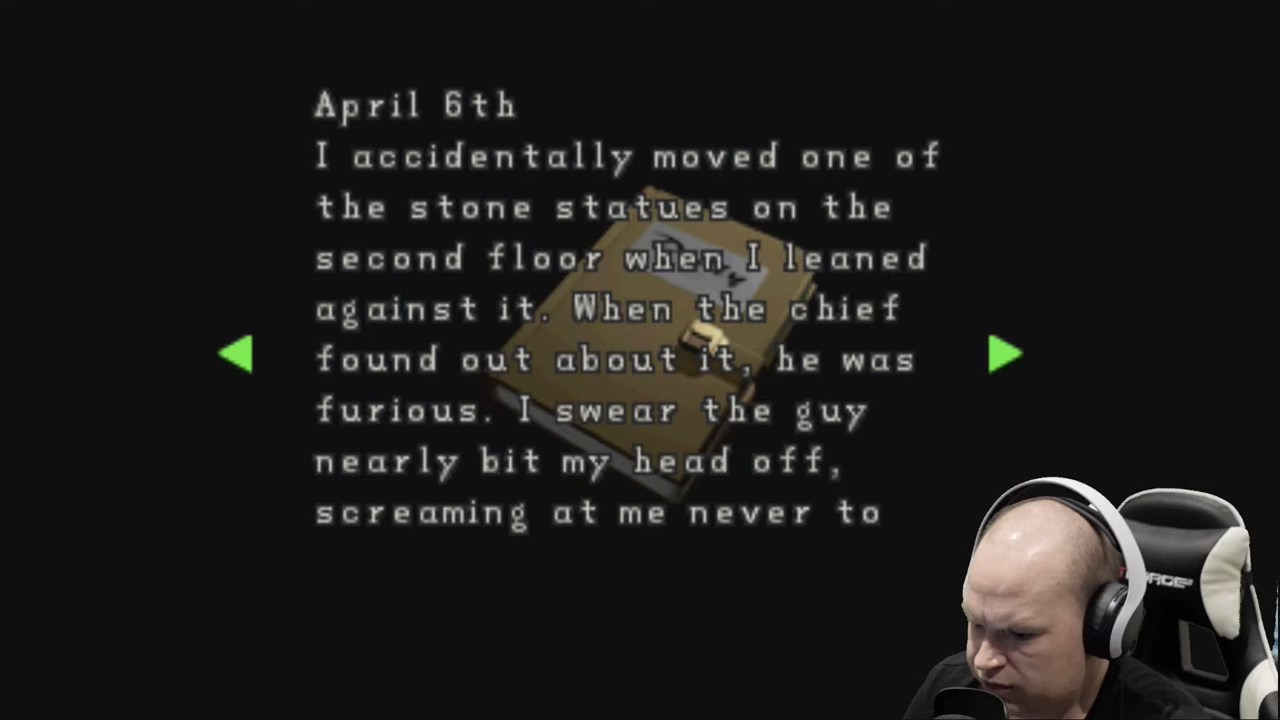 April 6th
I accidentally moved one of
the stone statues on the
second floor when I leaned
against it. When the chief
found out about it, he was
furious. I swear the guy
nearly bit my head off,
screaming at me never to